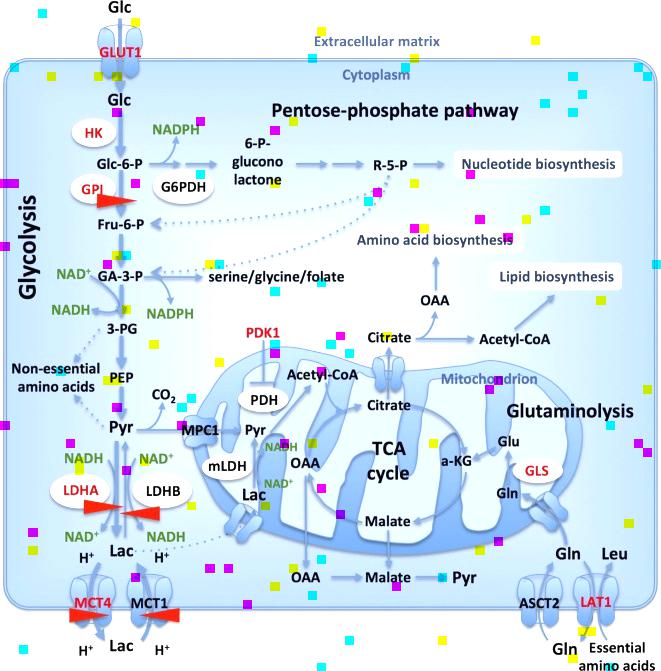 Glc
GLUT1
Extracellular matrix
Cytoplasm
Glc
Pentose-phosphate pathway
HK
NADPH
6-P-
glucono
lactone
Glc-6-P
G6PDH
R-5-P
Nucleotide biosynthesis
GPI
Glycolysis
Fru-6-P
Amino acid biosynthesis
NAD+
GA-3-P
serine/glycine/folate
Lipid biosynthesis
NADH
NADPH
OAA
3-PG
PDK1
Citrate
Acetyl-CoA
Non-essential
amino acids
PEP
CO2
Acetyl-CoA
Mitochondrion
PDH
Citrate
Glutaminolysis
Pyr
MPC1
Pyr
NADH
TCA
cycle
Glu
NADH
NAD+
mLDH
OAA
a-KG
GLS
LDHA
LDHB
Lac
NAD+
Gln
NAD+
NADH
Malate
H+
Lac
H+
Gln
Leu
OAA
Malate
Pyr
MCT4
MCT1
ASCT2
LAT1
H+
Lac
H+
Gln
Essential
amino acids